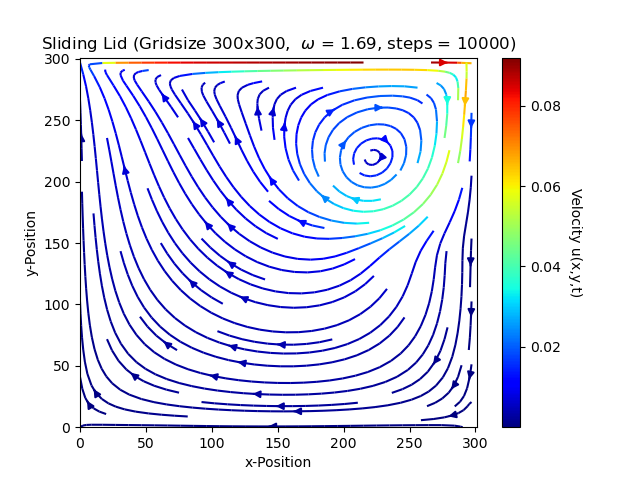 Sliding Lid (Gridsize 300x300,  ω = 1.69, steps = 10000)
300
250
200
150
100
50
0
y-Position
0 50 100 150 200 250 300
x-Position
0.08
0.06
0.04
0.02
Velocity u(x,y,t)